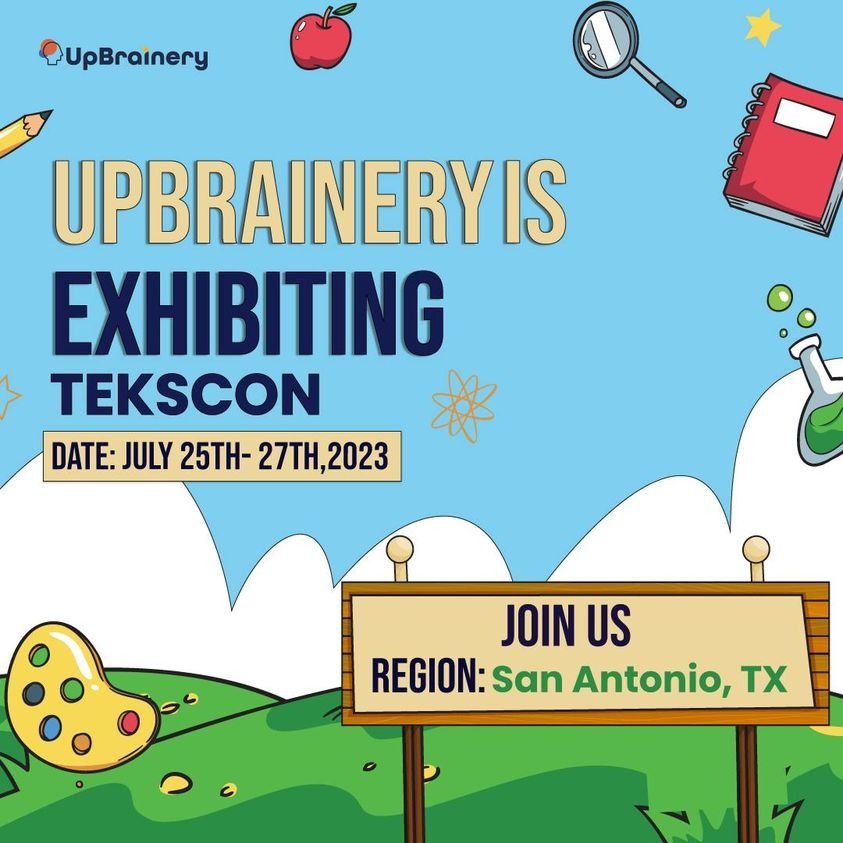 UpBrainery
UPBRAINERY IS
EXHIBITING
TEKSCON
DATE: JULY 25TH- 27TH,2023
JOIN US
REGION: San Antonio, TX